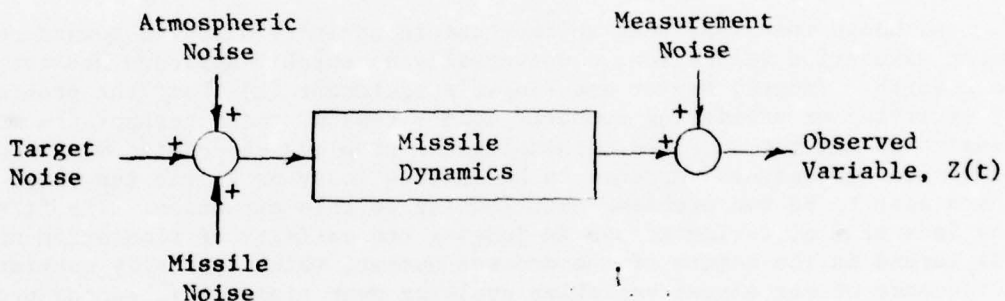 Atmospheric
Noise
Measurement
Noise
+
+
+
+
+
Target
Noise
Missile
Dynamics
Observed
Variable, Z(t)
Missile
Noise